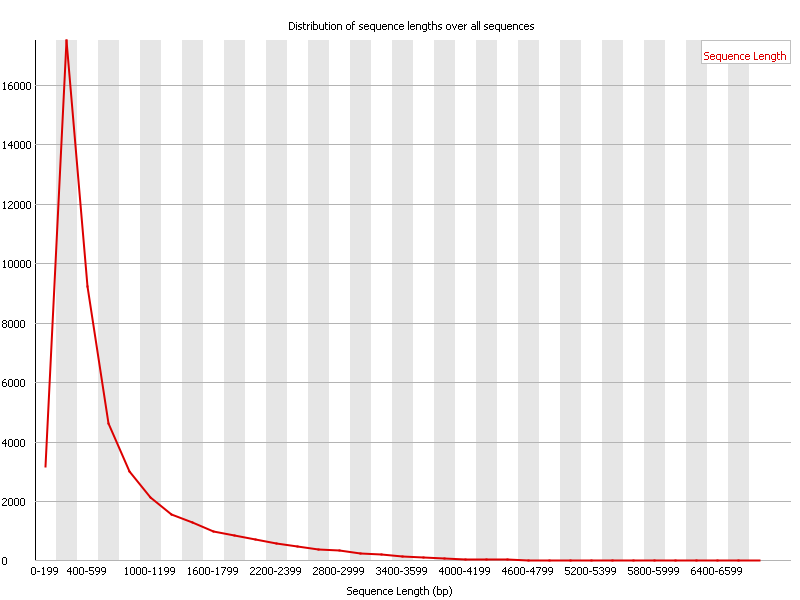 Distribution of sequence lengths over all sequences
Sequence Length
16000
14000
12000
10000
8000
6000
4000
2000
0
0-199 400-599 1000-1199 1600-1799 2200-2399 2800-2999 3400-3599 4000-4199 4600-4799 5200-5399 5800-5999 6400-6599
Sequence Length (bp)